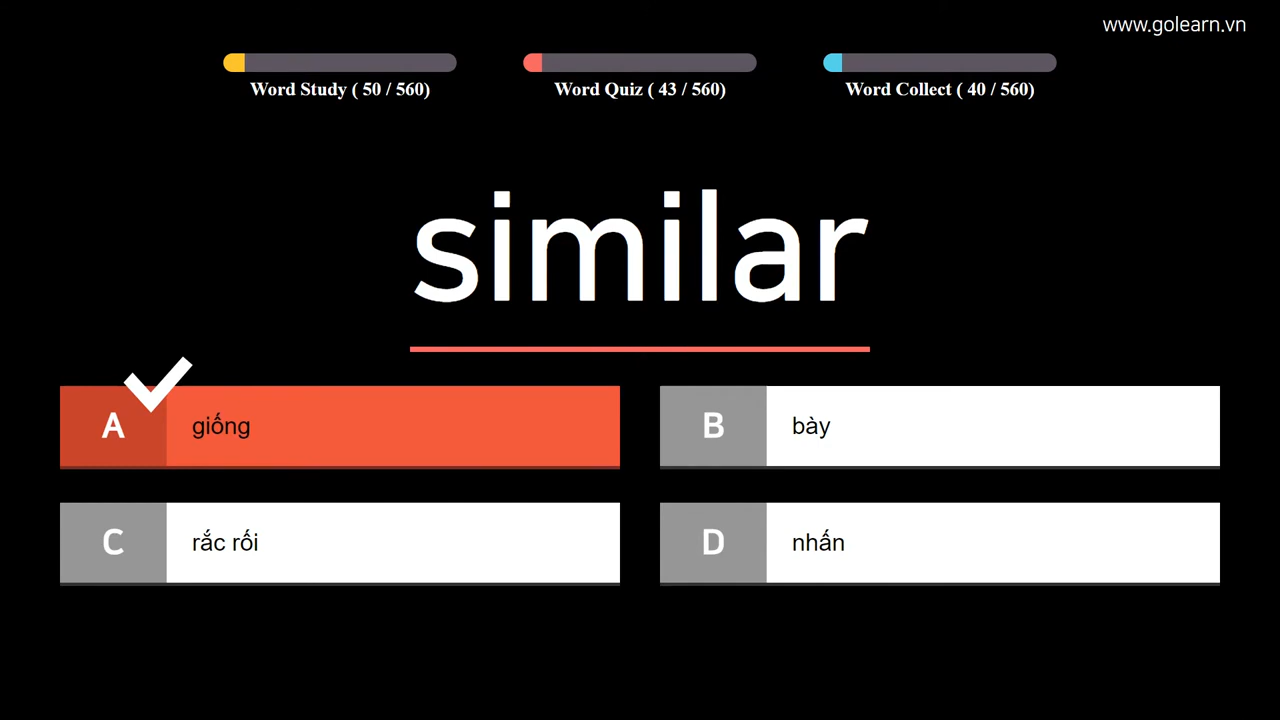 www.golearn.vn
Word Study ( 50 / 560)
Word Quiz ( 43 / 560)
Word Collect ( 40 / 560)
similar
A giống
B bày
C rắc rối
D nhấn